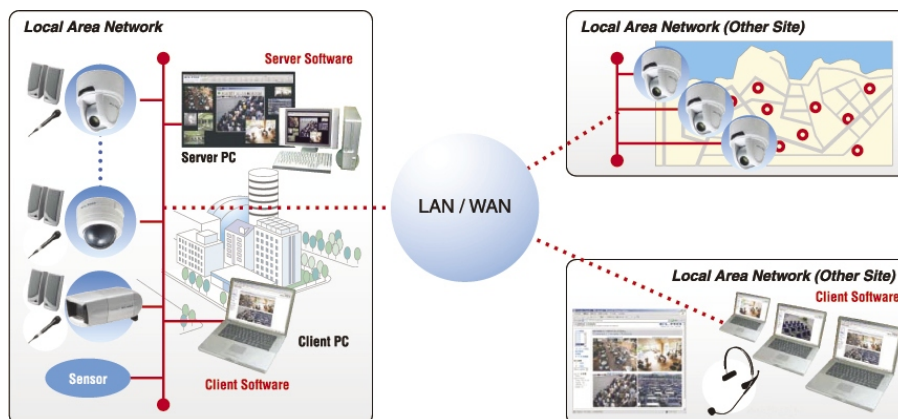 Local Area Network
Server Software
Server PC
Client PC
Sensor
Client Software
LAN / WAN
Local Area Network (Other Site)
Local Area Network (Other Site)
Client Software